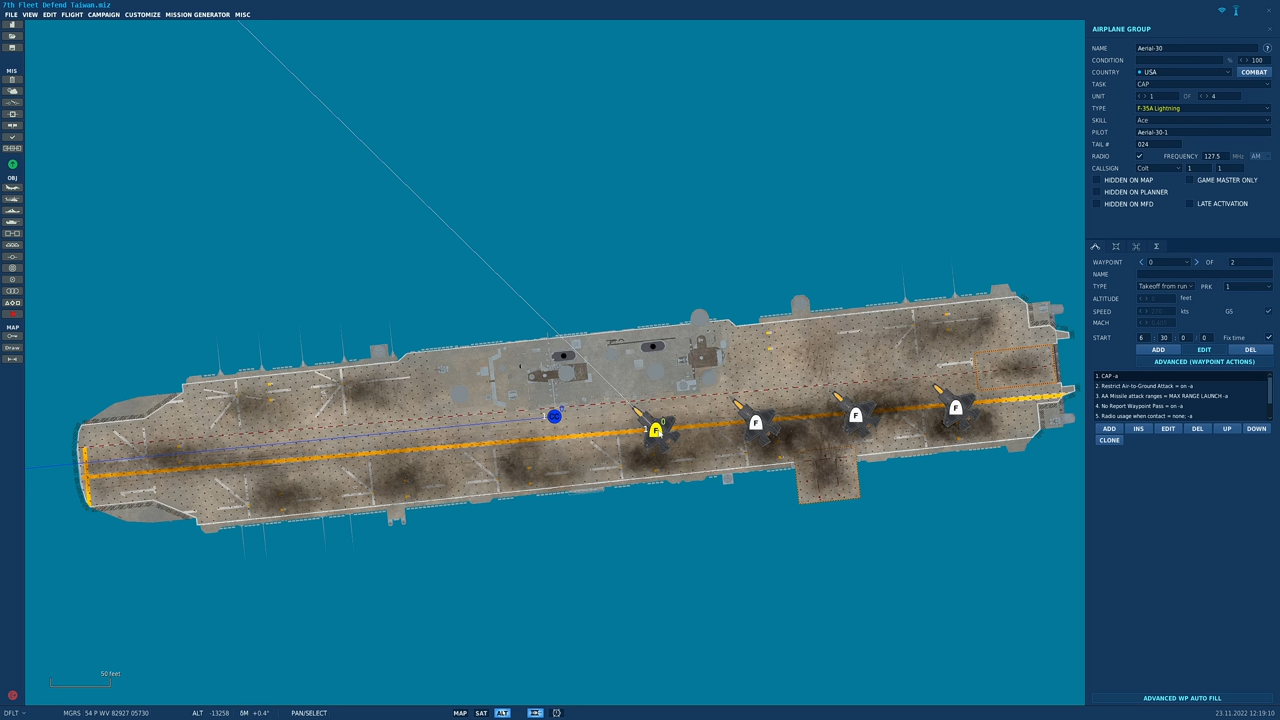 7th Fleet Defend Taiwan.miz
FILE VIEW EDIT FLIGHT CAMPAIGN CUSTOMIZE MISSION GENERATOR MISC
MIS
OBJ
MAP
Draw
1 CC
1 F 0
F
F
F
50 feet
AIRPLANE GROUP
NAME Aerial-30 ?
CONDITION % < > 100
COUNTRY USA COMBAT
TASK CAP
UNIT < > 1 OF < > 4
TYPE F-35A Lightning
SKILL Ace
PILOT Aerial-30-1
TAIL # 024
RADIO FREQUENCY 127.5 MHz AM
CALLSIGN Colt 1 1
HIDDEN ON MAP GAME MASTER ONLY
HIDDEN ON PLANNER
HIDDEN ON MFD LATE ACTIVATION
Σ
WAYPOINT < 0 > OF 2
NAME
TYPE Takeoff from run PRK 1
ALTITUDE < > feet
SPEED < > kts GS
MACH
START 6 : 30 : 0 / 0 Fix time
ADD EDIT DEL
ADVANCED (WAYPOINT ACTIONS)
1. CAP -a
2. Restrict Air-to-Ground Attack = on -a
3. AA Missile attack ranges = MAX RANGE LAUNCH -a
4. No Report Waypoint Pass = on -a
5. Radio usage when contact = none; -a
ADD INS EDIT DEL UP DOWN
CLONE
ADVANCED WP AUTO FILL
DFLT MGRS 54 P WV 82927 05730 ALT -13258 δM +0.4° PAN/SELECT MAP SAT ALT 23.11.2022 12:19:10